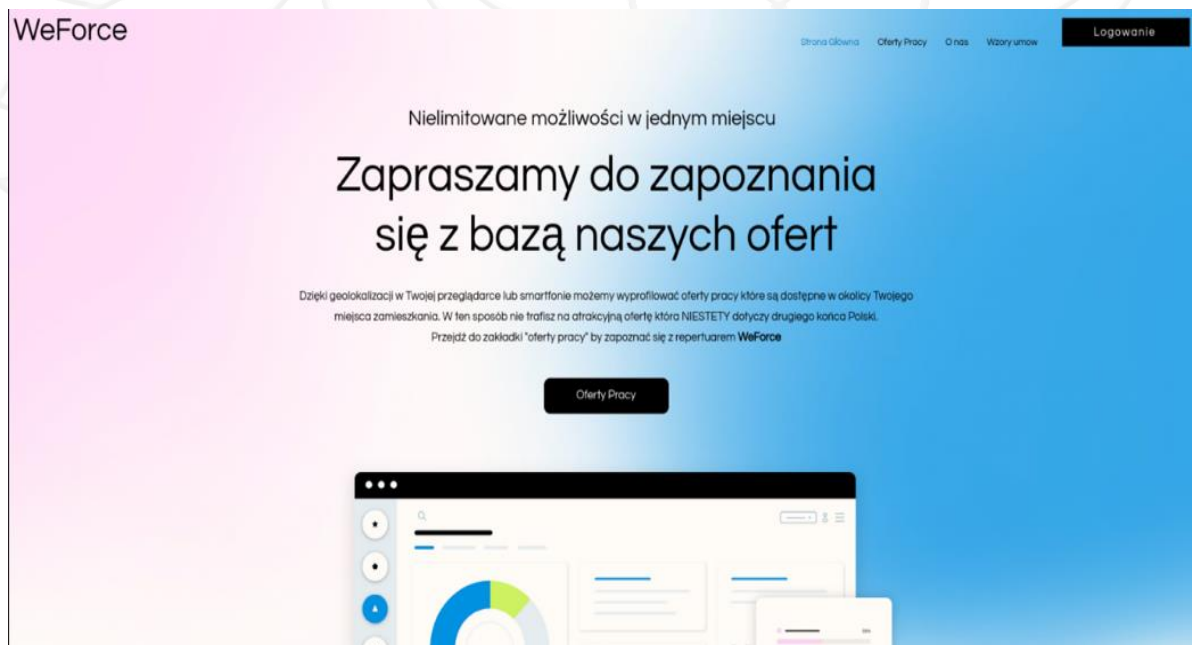 WeForce
Strona Główna Oferty Pracy O nas Wzory umow Logowanie
Nielimitowane możliwości w jednym miejscu
Zapraszamy do zapoznania
się z bazą naszych ofert
Dzięki geolokalizacji w Twojej przeglądarce lub smartfonie możemy wyprofilować oferty pracy które są dostępne w okolicy Twojego
miejsca zamieszkania. W ten sposób nie trafisz na atrakcyjną ofertę która NIESTETY dotyczy drugiego końca Polski.
Przejdź do zakładki "oferty pracy" by zapoznać się z repertuarem WeForce
Oferty Pracy